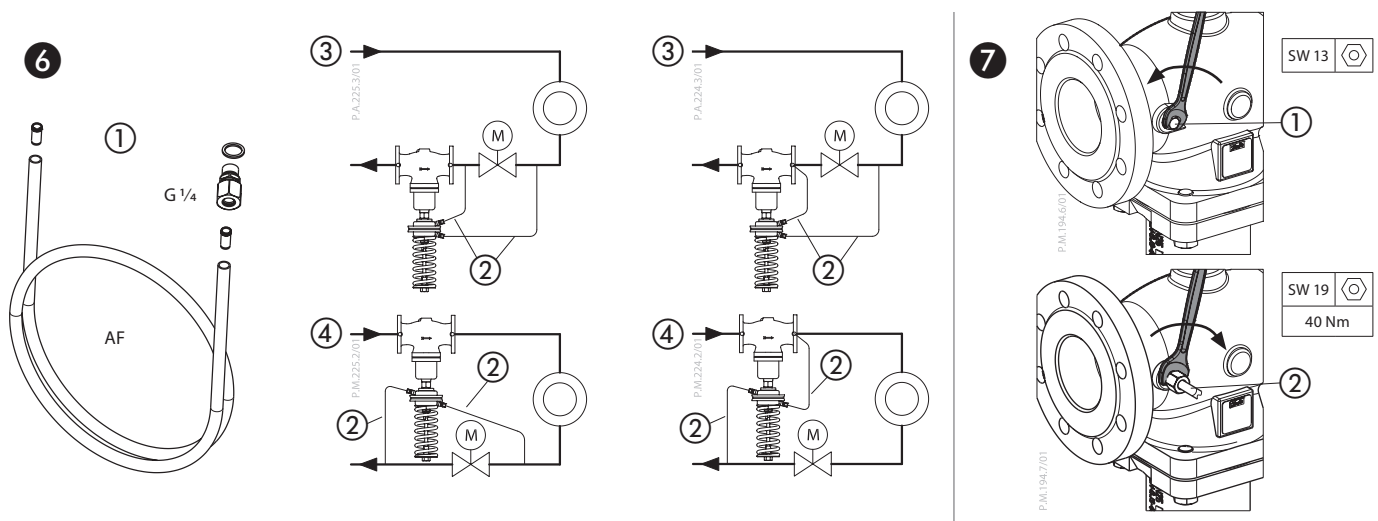 6
①
G ¼
AF
③
P.A.225.3/01
M
②
④
P.M.225.2/01
②
②
M
③
P.A.224.3/01
M
②
④
P.M.224.2/01
②
②
M
7
SW 13
①
P.M.194.6/01
SW 19
40 Nm
②
P.M.194.7/01